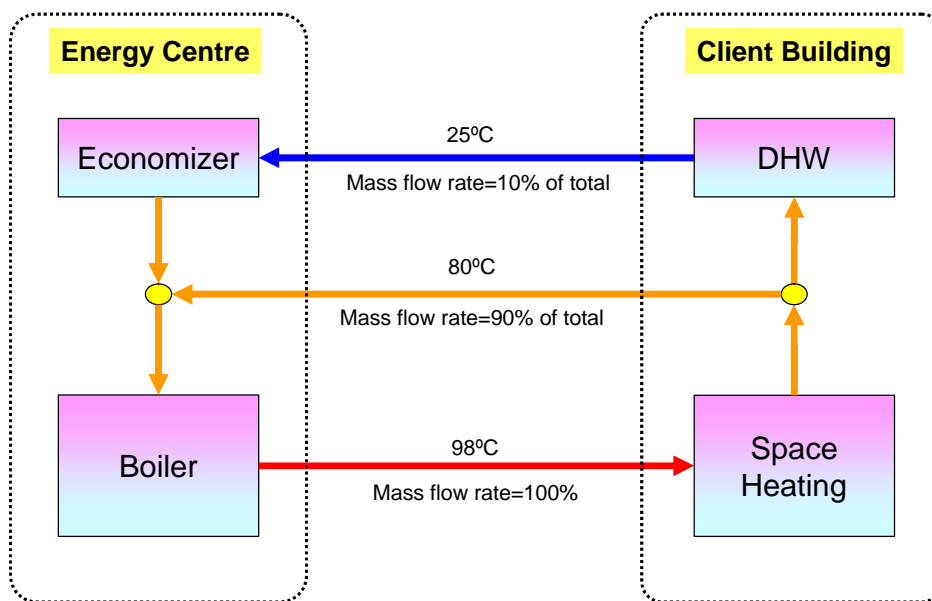 Energy Centre
Client Building
Economizer
25ºC
Mass flow rate=10% of total
DHW
80ºC
Mass flow rate=90% of total
Boiler
98ºC
Mass flow rate=100%
Space
Heating